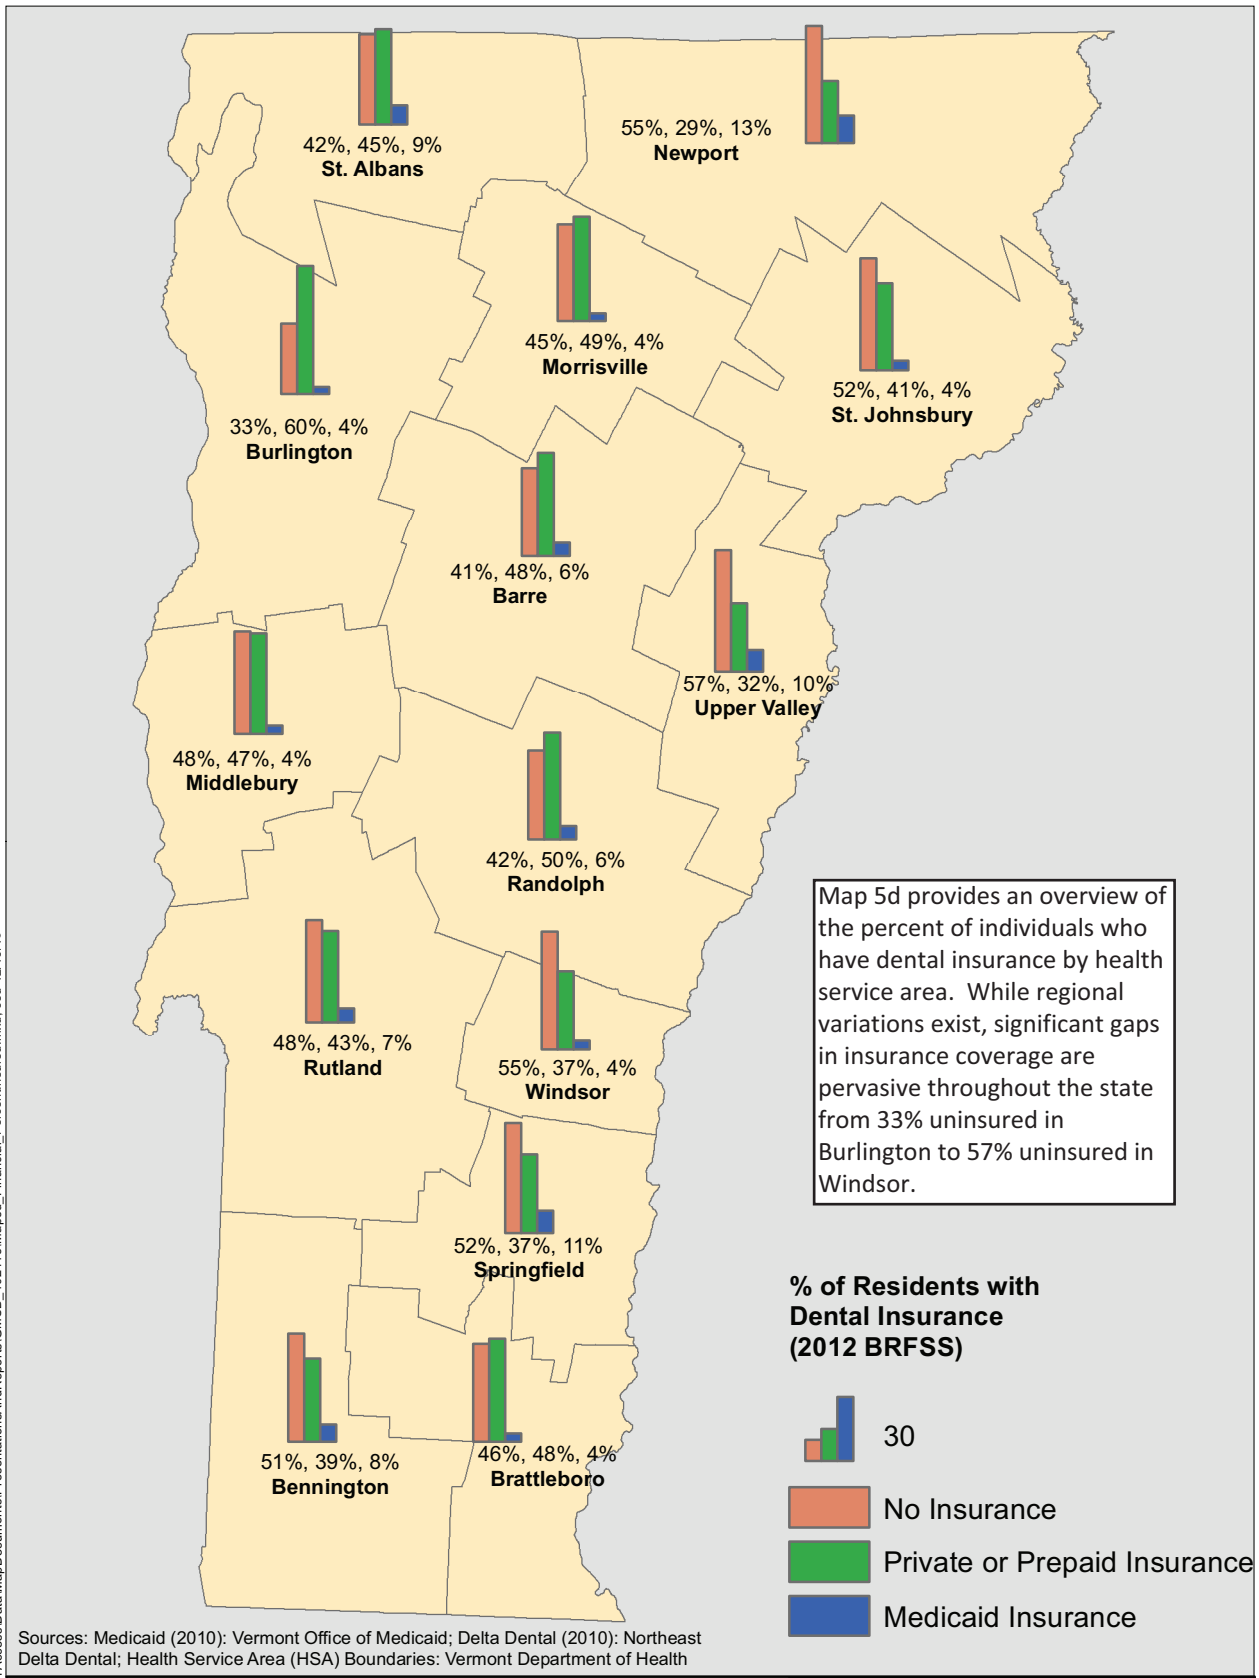 42%, 45%, 9%
St. Albans
55%, 29%, 13%
Newport
45%, 49%, 4%
Morrisville
52%, 41%, 4%
St. Johnsbury
33%, 60%, 4%
Burlington
41%, 48%, 6%
Barre
57%, 32%, 10%
Upper Valley
48%, 47%, 4%
Middlebury
42%, 50%, 6%
Randolph
Map 5d provides an overview of
the percent of individuals who
have dental insurance by health
service area.  While regional
variations exist, significant gaps
in insurance coverage are
pervasive throughout the state
from 33% uninsured in
Burlington to 57% uninsured in
Windsor.
48%, 43%, 7%
Rutland
55%, 37%, 4%
Windsor
52%, 37%, 11%
Springfield
51%, 39%, 8%
Bennington
46%, 48%, 4%
Brattleboro
% of Residents with
Dental Insurance
(2012 BRFSS)
30
No Insurance
Private or Prepaid Insurance
Medicaid Insurance
Sources: Medicaid (2010): Vermont Office of Medicaid; Delta Dental (2010): Northeast
Delta Dental; Health Service Area (HSA) Boundaries: Vermont Department of Health